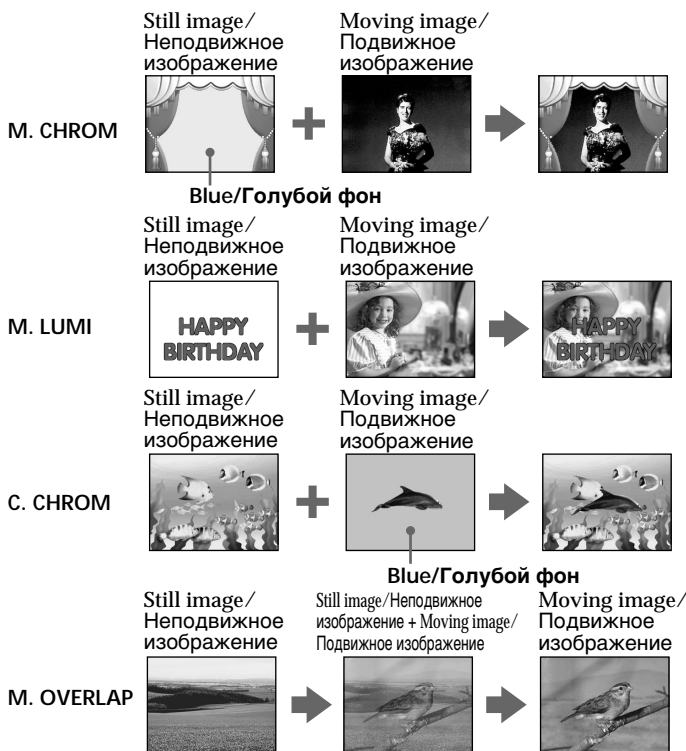 Still image/
Неподвижное
изображение
Moving image/
Подвижное
изображение
M. CHROM
Blue/Голубой фон
Still image/
Неподвижное
изображение
Moving image/
Подвижное
изображение
M. LUMI
HAPPY
BIRTHDAY
HAPPY
BIRTHDAY
Still image/
Неподвижное
изображение
Moving image/
Подвижное
изображение
C. CHROM
Blue/Голубой фон
Still image/
Неподвижное
изображение
Still image/Неподвижное
изображение + Moving image/
Подвижное изображение
Moving image/
Подвижное
изображение
M. OVERLAP